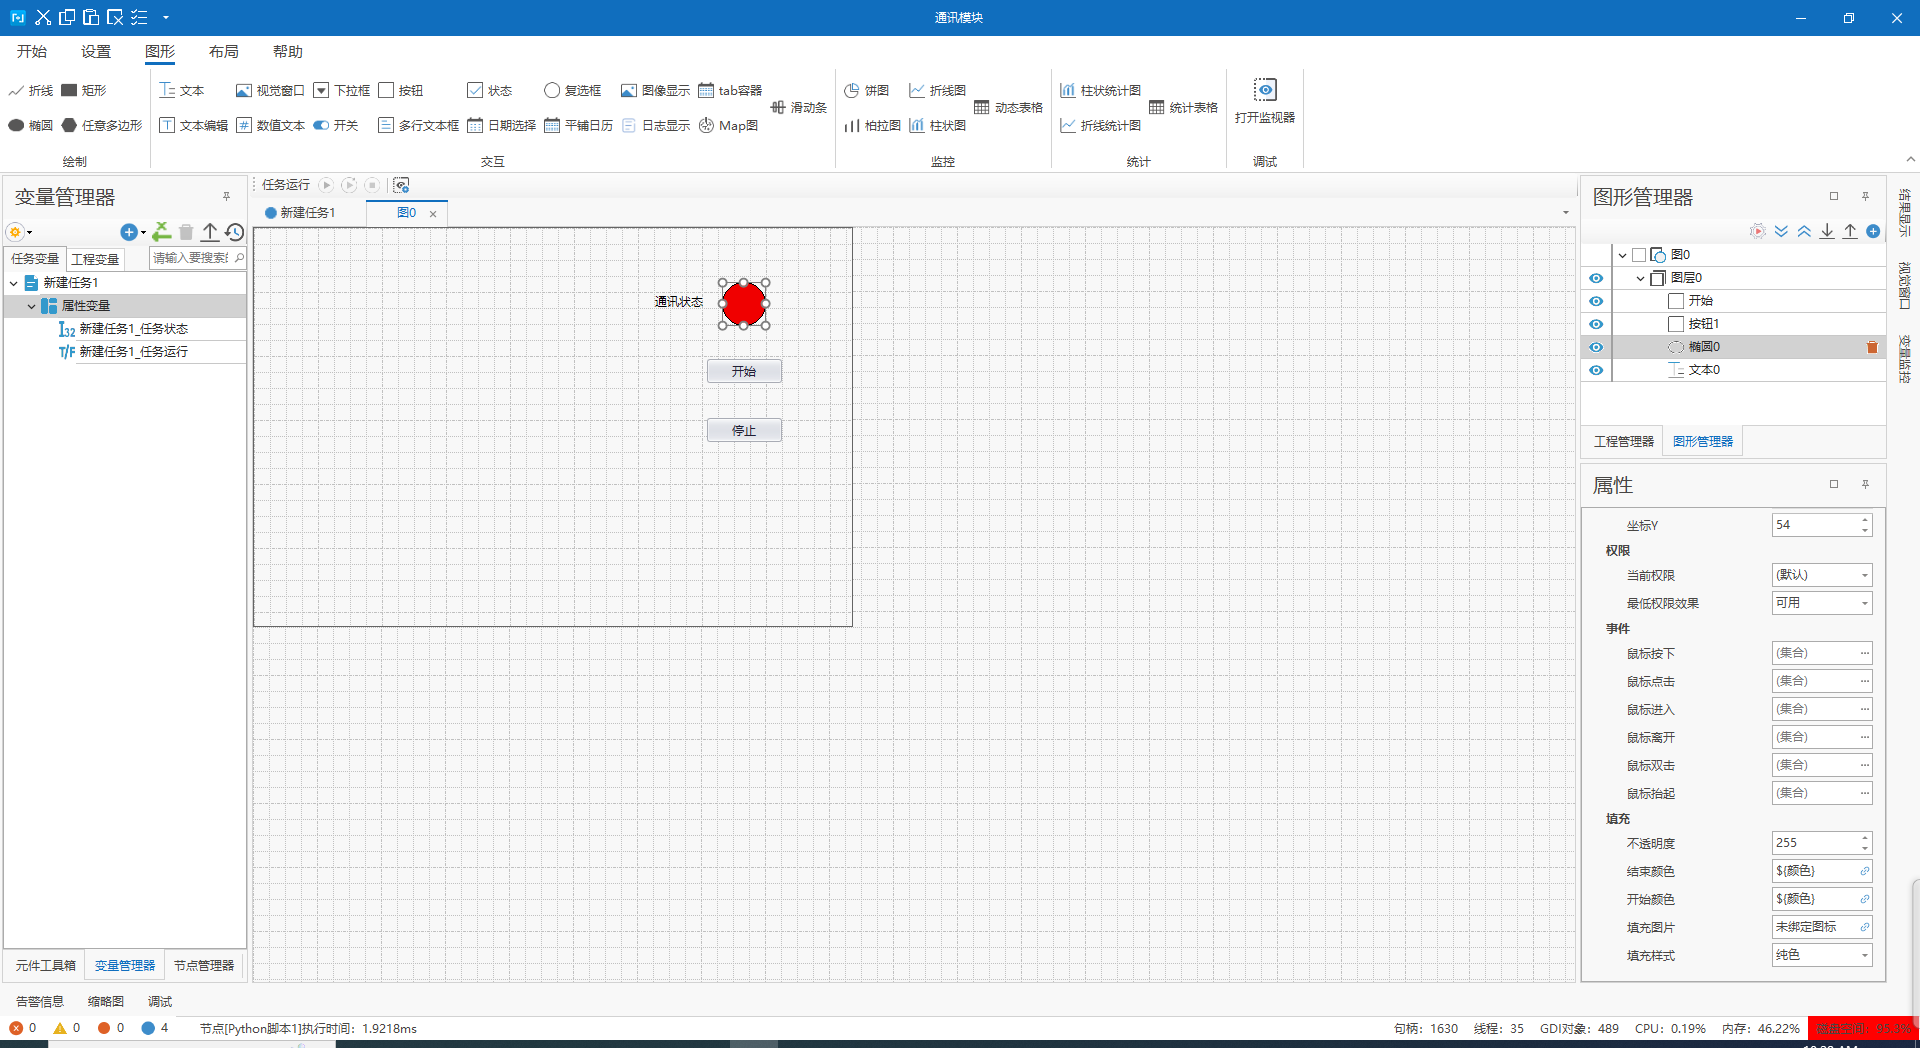 通讯模块
开始 设置 图形 布局 帮助
折线 矩形 文本 视觉窗口 下拉框 按钮 状态 复选框 图像显示 tab容器 饼图 折线图 柱状统计图
滑动条 动态表格 统计表格 打开监视器
椭圆 任意多边形 文本编辑 数值文本 开关 多行文本框 日期选择 平铺日历 日志显示 Map图 柏拉图 柱状图 折线统计图
绘制 交互 监控 统计 调试
变量管理器
任务变量 工程变量 请输入要搜索
新建任务1
属性变量
I32 新建任务1_任务状态
T/F 新建任务1_任务运行
元件工具箱 变量管理器 节点管理器
任务运行
新建任务1 图0
通讯状态
开始
停止
图形管理器
图0
图层0
开始
按钮1
椭圆0
文本0
工程管理器 图形管理器
结果显示
视觉窗口
变量监控
属性
坐标Y 54
权限
当前权限 (默认)
最低权限效果 可用
事件
鼠标按下 (集合)
鼠标点击 (集合)
鼠标进入 (集合)
鼠标离开 (集合)
鼠标双击 (集合)
鼠标抬起 (集合)
填充
不透明度 255
结束颜色 ${颜色}
开始颜色 ${颜色}
填充图片 未绑定图标
填充样式 纯色
告警信息 缩略图 调试
0 0 0 4 节点[Python脚本1]执行时间：1.9218ms 句柄：1630 线程：35 GDI对象：489 CPU：0.19% 内存：46.22%